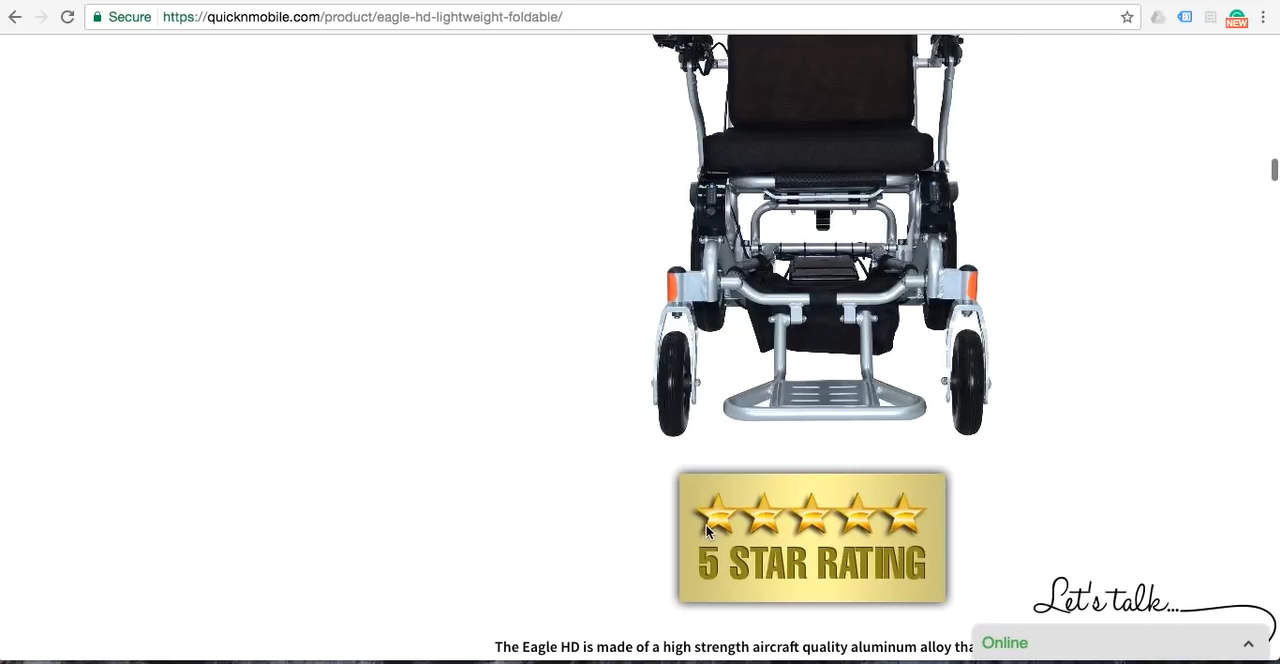 Secure
https://quicknmobile.com/product/eagle-hd-lightweight-foldable/
NEW
5 STAR RATING
Let's talk...
The Eagle HD is made of a high strength aircraft quality aluminum alloy tha
Online